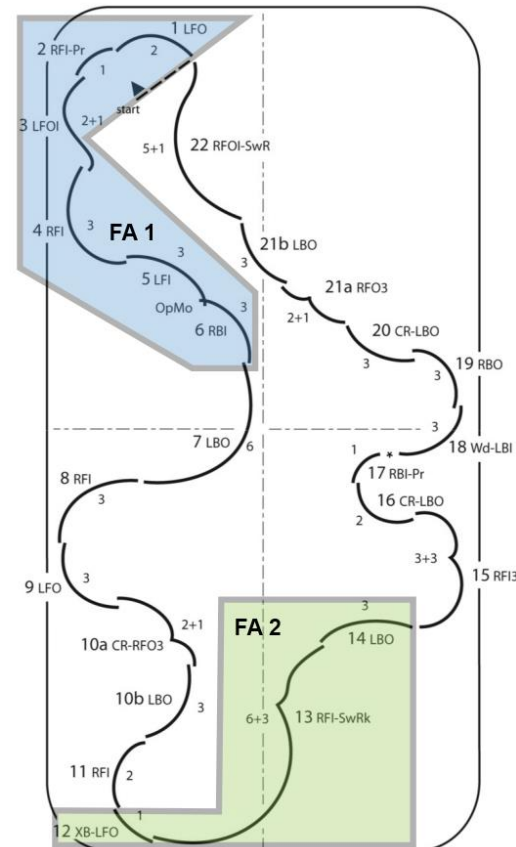 1 LFO
2 RFI-Pr
2
1
start
3 LFOI
2+1
5+1
22 RFOI-SwR
4 RFI
3
FA 1
3
5 LFI
OpMo
3
6 RBI
21b LBO
3
21a RFO3
2+1
20 CR-LBO
3
19 RBO
3
7 LBO
6
3
18 Wd-LBI
1
*
17 RBI-Pr
8 RFI
3
16 CR-LBO
2
3+3
15 RFI3
9 LFO
3
2+1
10a CR-RFO3
FA 2
3
14 LBO
10b LBO
3
6+3
13 RFI-SwRk
11 RFI
2
1
12 XB-LFO